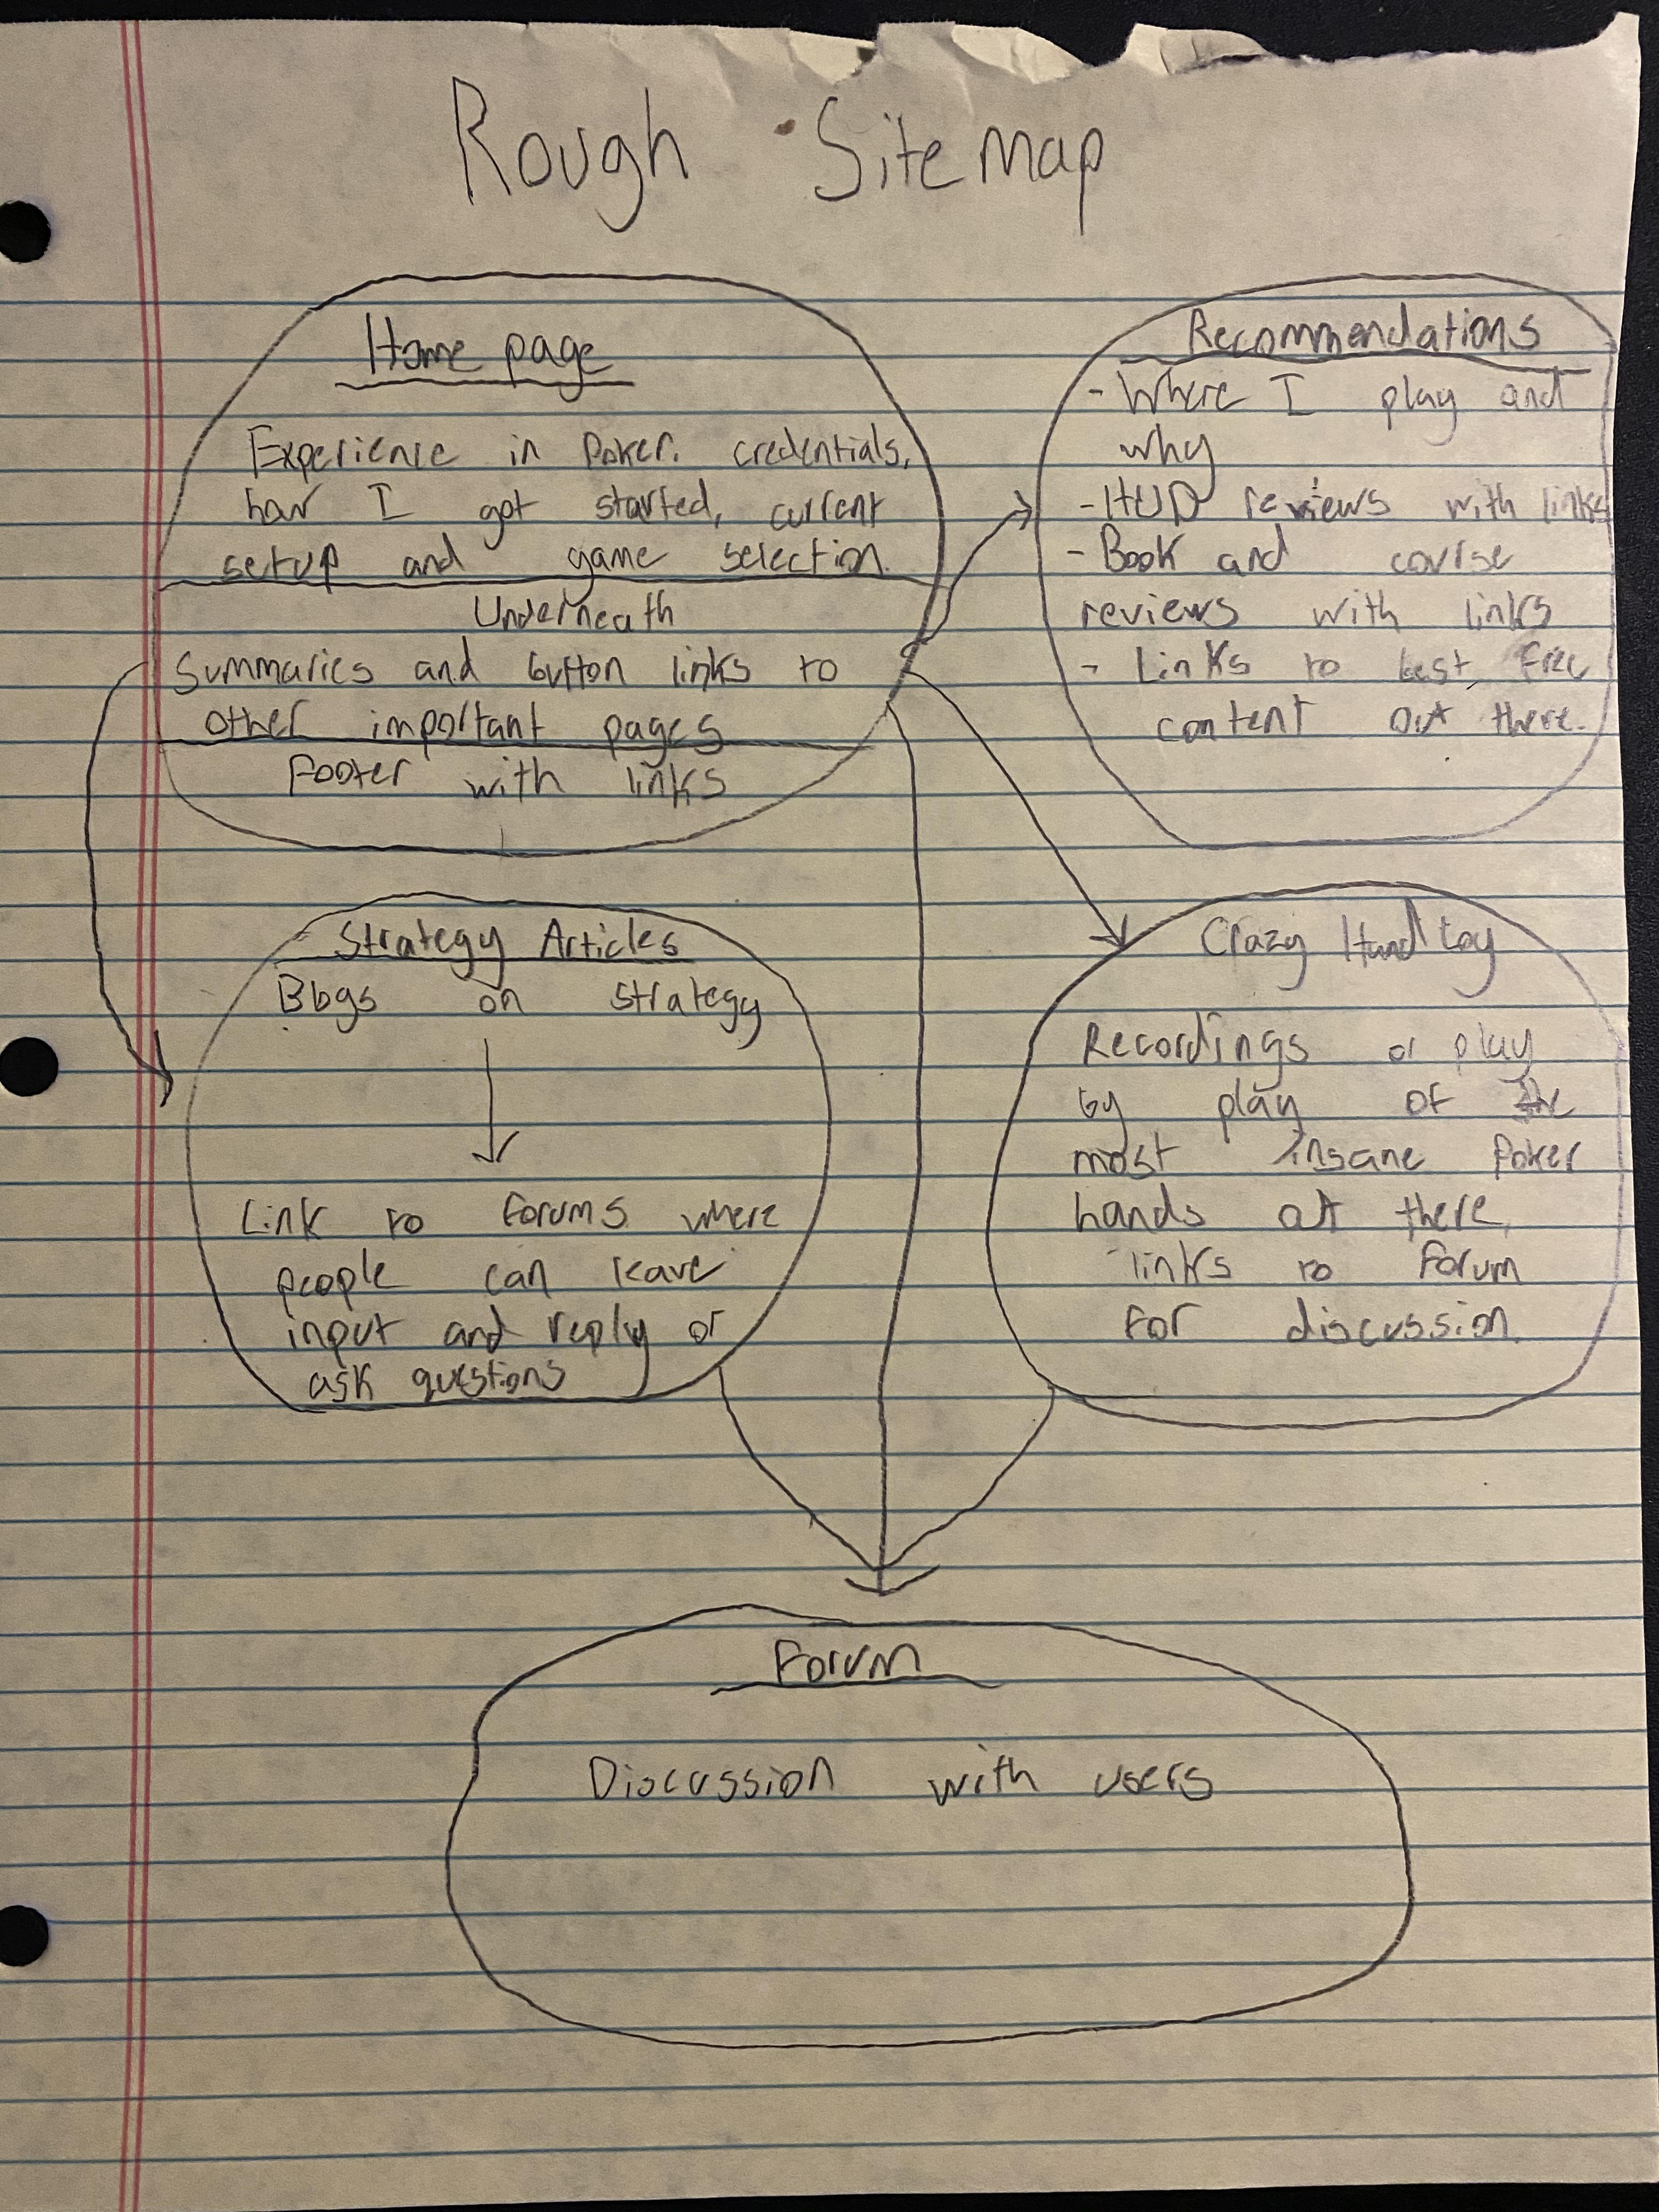 Rough Sitemap
Home page
Experience in Poker. credentials,
how I got started, current
setup and game selection.
Underneath
Summaries and button links to
other important pages
Footer with links
Recommendations
- Where I play and
why
- HUD reviews with links
- Book and course
reviews with links
- Links to best, free
content out there.
Strategy Articles
Blogs on strategy
Link to forums where
people can leave
input and reply or
ask questions
Crazy Hand Log
Recordings or play
by play of the
most insane Poker
hands out there,
links to forum
for discussion.
Forum
Discussion with users